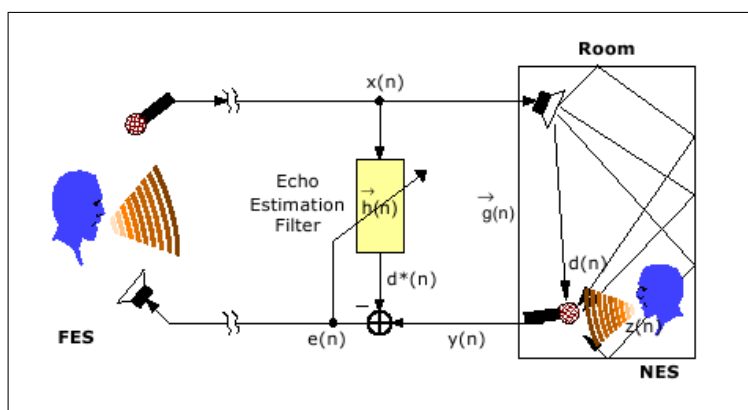 Room
x(n)
Echo
Estimation
Filter
→
h(n)
→
g(n)
d*(n)
d(n)
z(n)
−
FES
e(n)
y(n)
NES